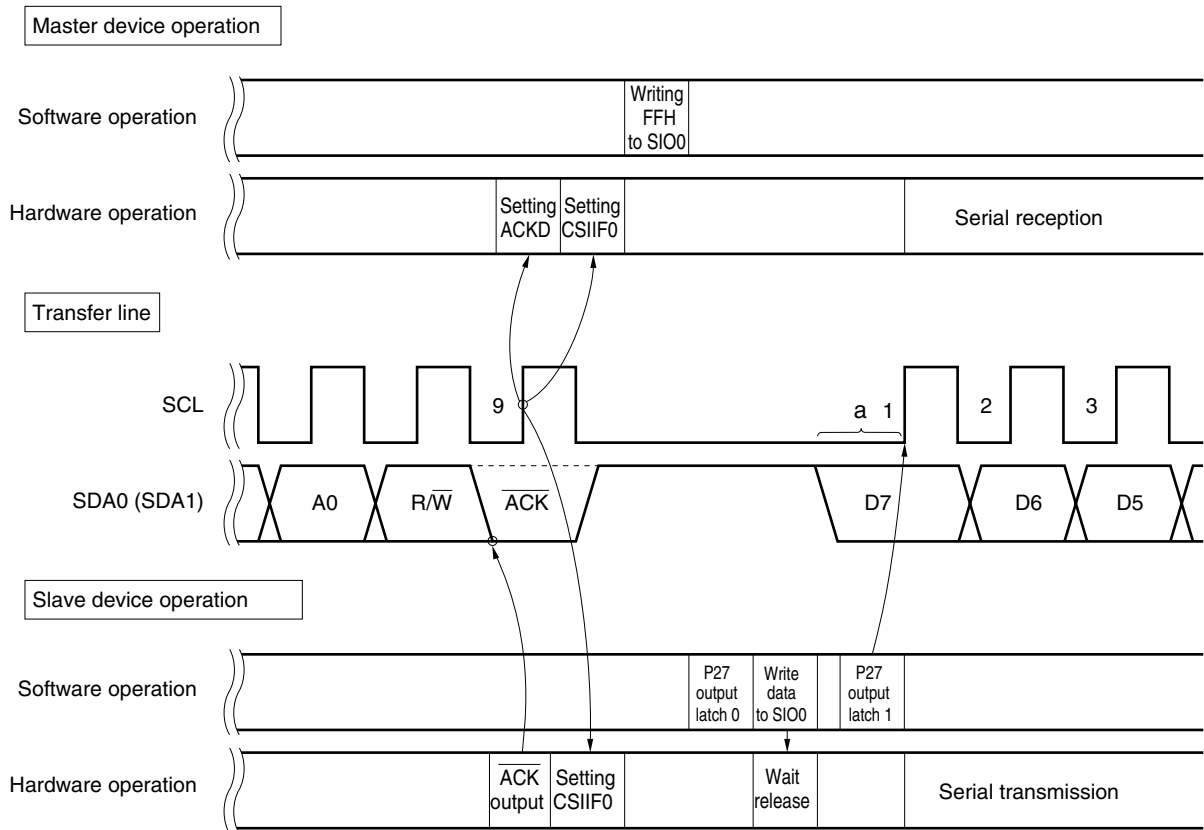 Master device operation
Software operation
Writing
FFH
to SIO0
Hardware operation
Setting
ACKD
Setting
CSIIF0
Serial reception
Transfer line
SCL
9
a 1
2
3
SDA0 (SDA1)
A0
R/W̅
A̅C̅K̅
D7
D6
D5
Slave device operation
Software operation
P27
output
latch 0
Write
data
to SIO0
P27
output
latch 1
Hardware operation
A̅C̅K̅
output
Setting
CSIIF0
Wait
release
Serial transmission